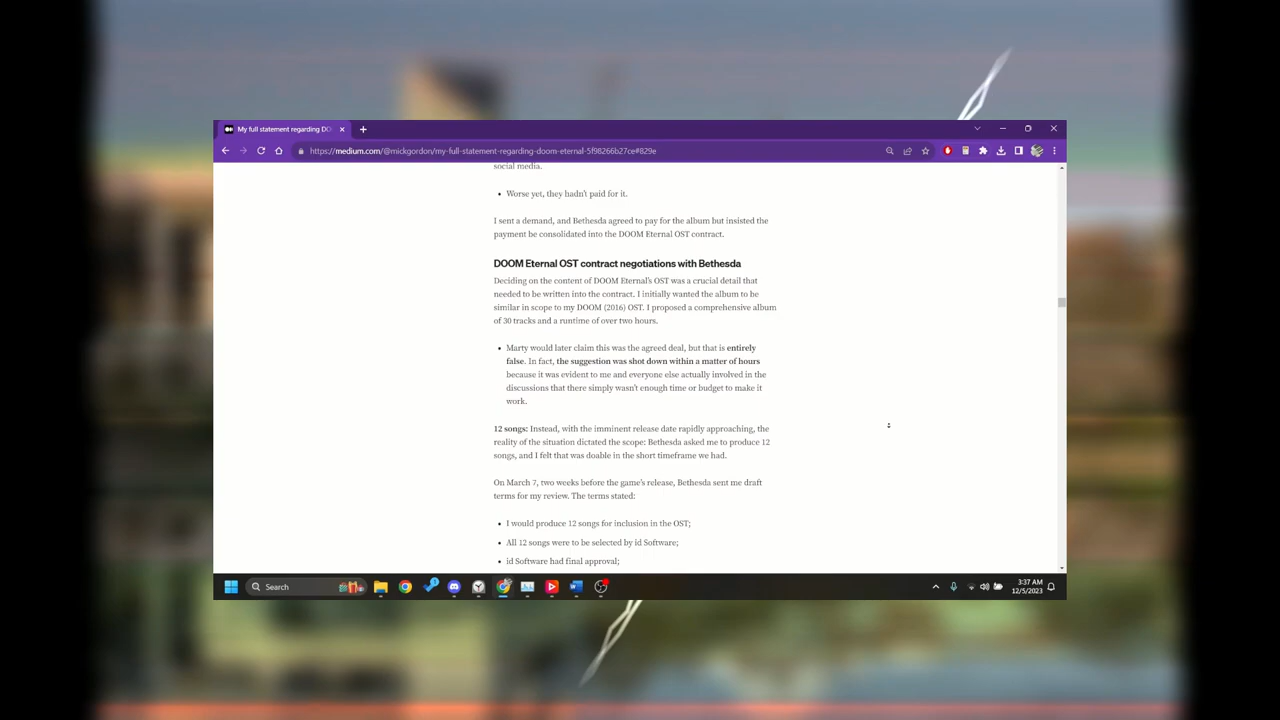 My full statement regarding DO
https://medium.com/@mickgordon/my-full-statement-regarding-doom-eternal-5f98266b27ce#829e
social media.
• Worse yet, they hadn't paid for it.
I sent a demand, and Bethesda agreed to pay for the album but insisted the
payment be consolidated into the DOOM Eternal OST contract.
DOOM Eternal OST contract negotiations with Bethesda
Deciding on the content of DOOM Eternal's OST was a crucial detail that
needed to be written into the contract. I initially wanted the album to be
similar in scope to my DOOM (2016) OST. I proposed a comprehensive album
of 30 tracks and a runtime of over two hours.
• Marty would later claim this was the agreed deal, but that is entirely
false. In fact, the suggestion was shot down within a matter of hours
because it was evident to me and everyone else actually involved in the
discussions that there simply wasn't enough time or budget to make it
work.
12 songs: Instead, with the imminent release date rapidly approaching, the
reality of the situation dictated the scope: Bethesda asked me to produce 12
songs, and I felt that was doable in the short timeframe we had.
On March 7, two weeks before the game's release, Bethesda sent me draft
terms for my review. The terms stated:
• I would produce 12 songs for inclusion in the OST;
• All 12 songs were to be selected by id Software;
• id Software had final approval;
Search
3:37 AM
12/5/2023